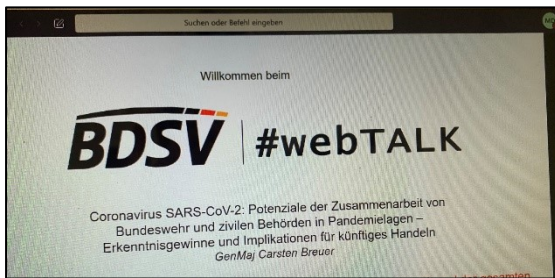 Suchen oder Befehl eingeben
Willkommen beim
BDSV #webTALK
Coronavirus SARS-CoV-2: Potenziale der Zusammenarbeit von
Bundeswehr und zivilen Behörden in Pandemielagen –
Erkenntnisgewinne und Implikationen für künftiges Handeln
GenMaj Carsten Breuer